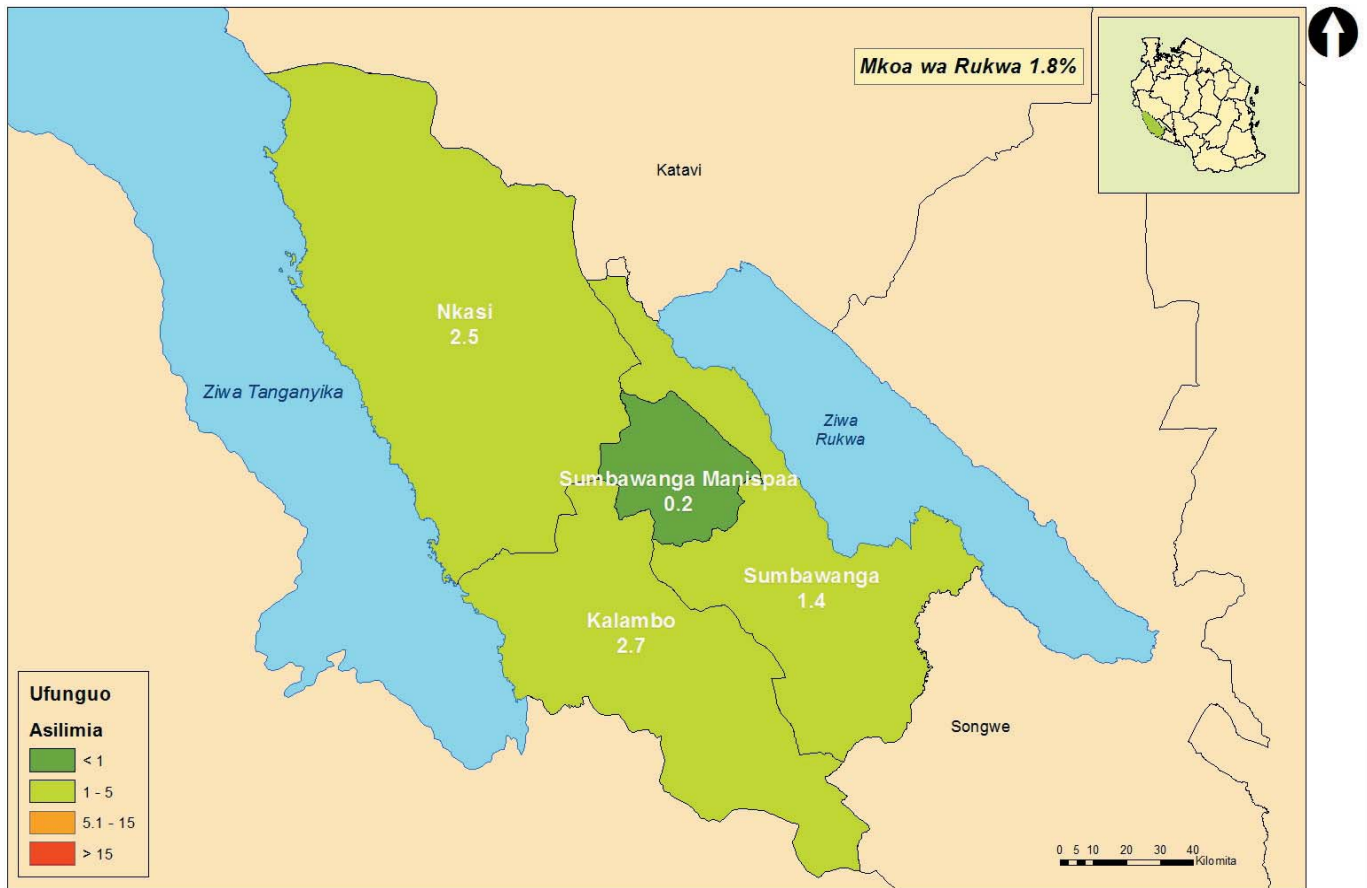 Mkoa wa Rukwa 1.8%
Katavi
Nkasi
2.5
Ziwa Tanganyika
Ziwa
Rukwa
Sumbawanga Manispaa
0.2
Sumbawanga
1.4
Kalambo
2.7
Songwe
Ufunguo
Asilimia
< 1
1 - 5
5.1 - 15
> 15
0 5 10 20 30 40
Kilomita